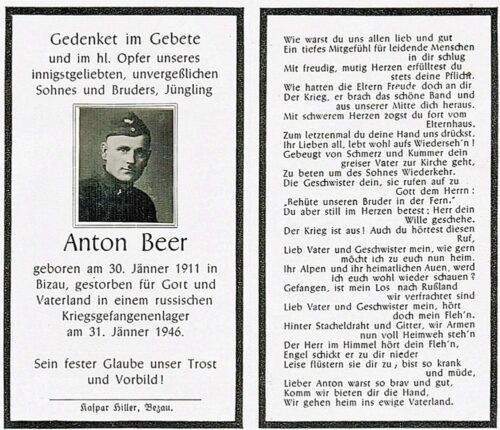 Gedenket im Gebete
und im hl. Opfer unseres
innigstgeliebten, unvergeßlichen
Sohnes und Bruders, Jüngling
Anton Beer
geboren am 30. Jänner 1911 in
Bizau, gestorben für Gott und
Vaterland in einem russischen
Kriegsgefangenenlager
am 31. Jänner 1946.
Sein fester Glaube unser Trost
und Vorbild!
Kaspar Hiller, Bezau.
Wie warst du uns allen lieb und gut
Ein tiefes Mitgefühl für leidende Menschen
in dir schlug
Mit freudig, mutig Herzen erfülltest du
stets deine Pflicht.
Wie hatten die Eltern Freude doch an dir
Der Krieg, er brach das schöne Band und
aus unserer Mitte dich heraus.
Mit schwerem Herzen zogst du fort vom
Elternhaus.
Zum letztenmal du deine Hand uns drückst.
Ihr Lieben all, lebt wohl aufs Wiederseh'n!
Gebeugt von Schmerz und Kummer dein
greiser Vater zur Kirche geht,
Zu beten um des Sohnes Wiederkehr.
Die Geschwister dein, sie rufen auf zu
Gott dem Herrn:
„Behüte unseren Bruder in der Fern."
Du aber still im Herzen betest: Herr dein
Wille geschehe.
Der Krieg ist aus! Auch du hörtest diesen
Ruf,
Lieb Vater und Geschwister mein, wie gern
möcht ich zu euch nun heim.
Ihr Alpen und ihr heimatlichen Auen, werd
ich euch wohl wieder schauen?
Gefangen, ist mein Los nach Rußland
wir verfrachtet sind
Lieb Vater und Geschwister mein, hört
doch mein Fleh'n.
Hinter Stacheldraht und Gitter, wir Armen
nun voll Heimweh steh'n
Der Herr im Himmel hört dein Fleh'n,
Engel schickt er zu dir nieder
Leise flüstern sie dir zu, bist so krank
und müde,
Lieber Anton warst so brav und gut,
Komm wir bieten dir die Hand,
Wir gehen heim ins ewige Vaterland.